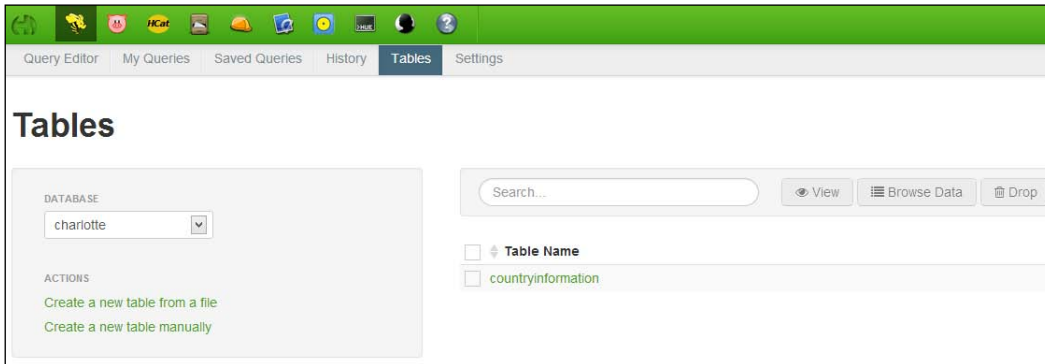 HCat HUE ?
Query Editor My Queries Saved Queries History Tables Settings
Tables
DATABASE
charlotte
ACTIONS
Create a new table from a file
Create a new table manually
Search...
View Browse Data Drop
Table Name
countryinformation